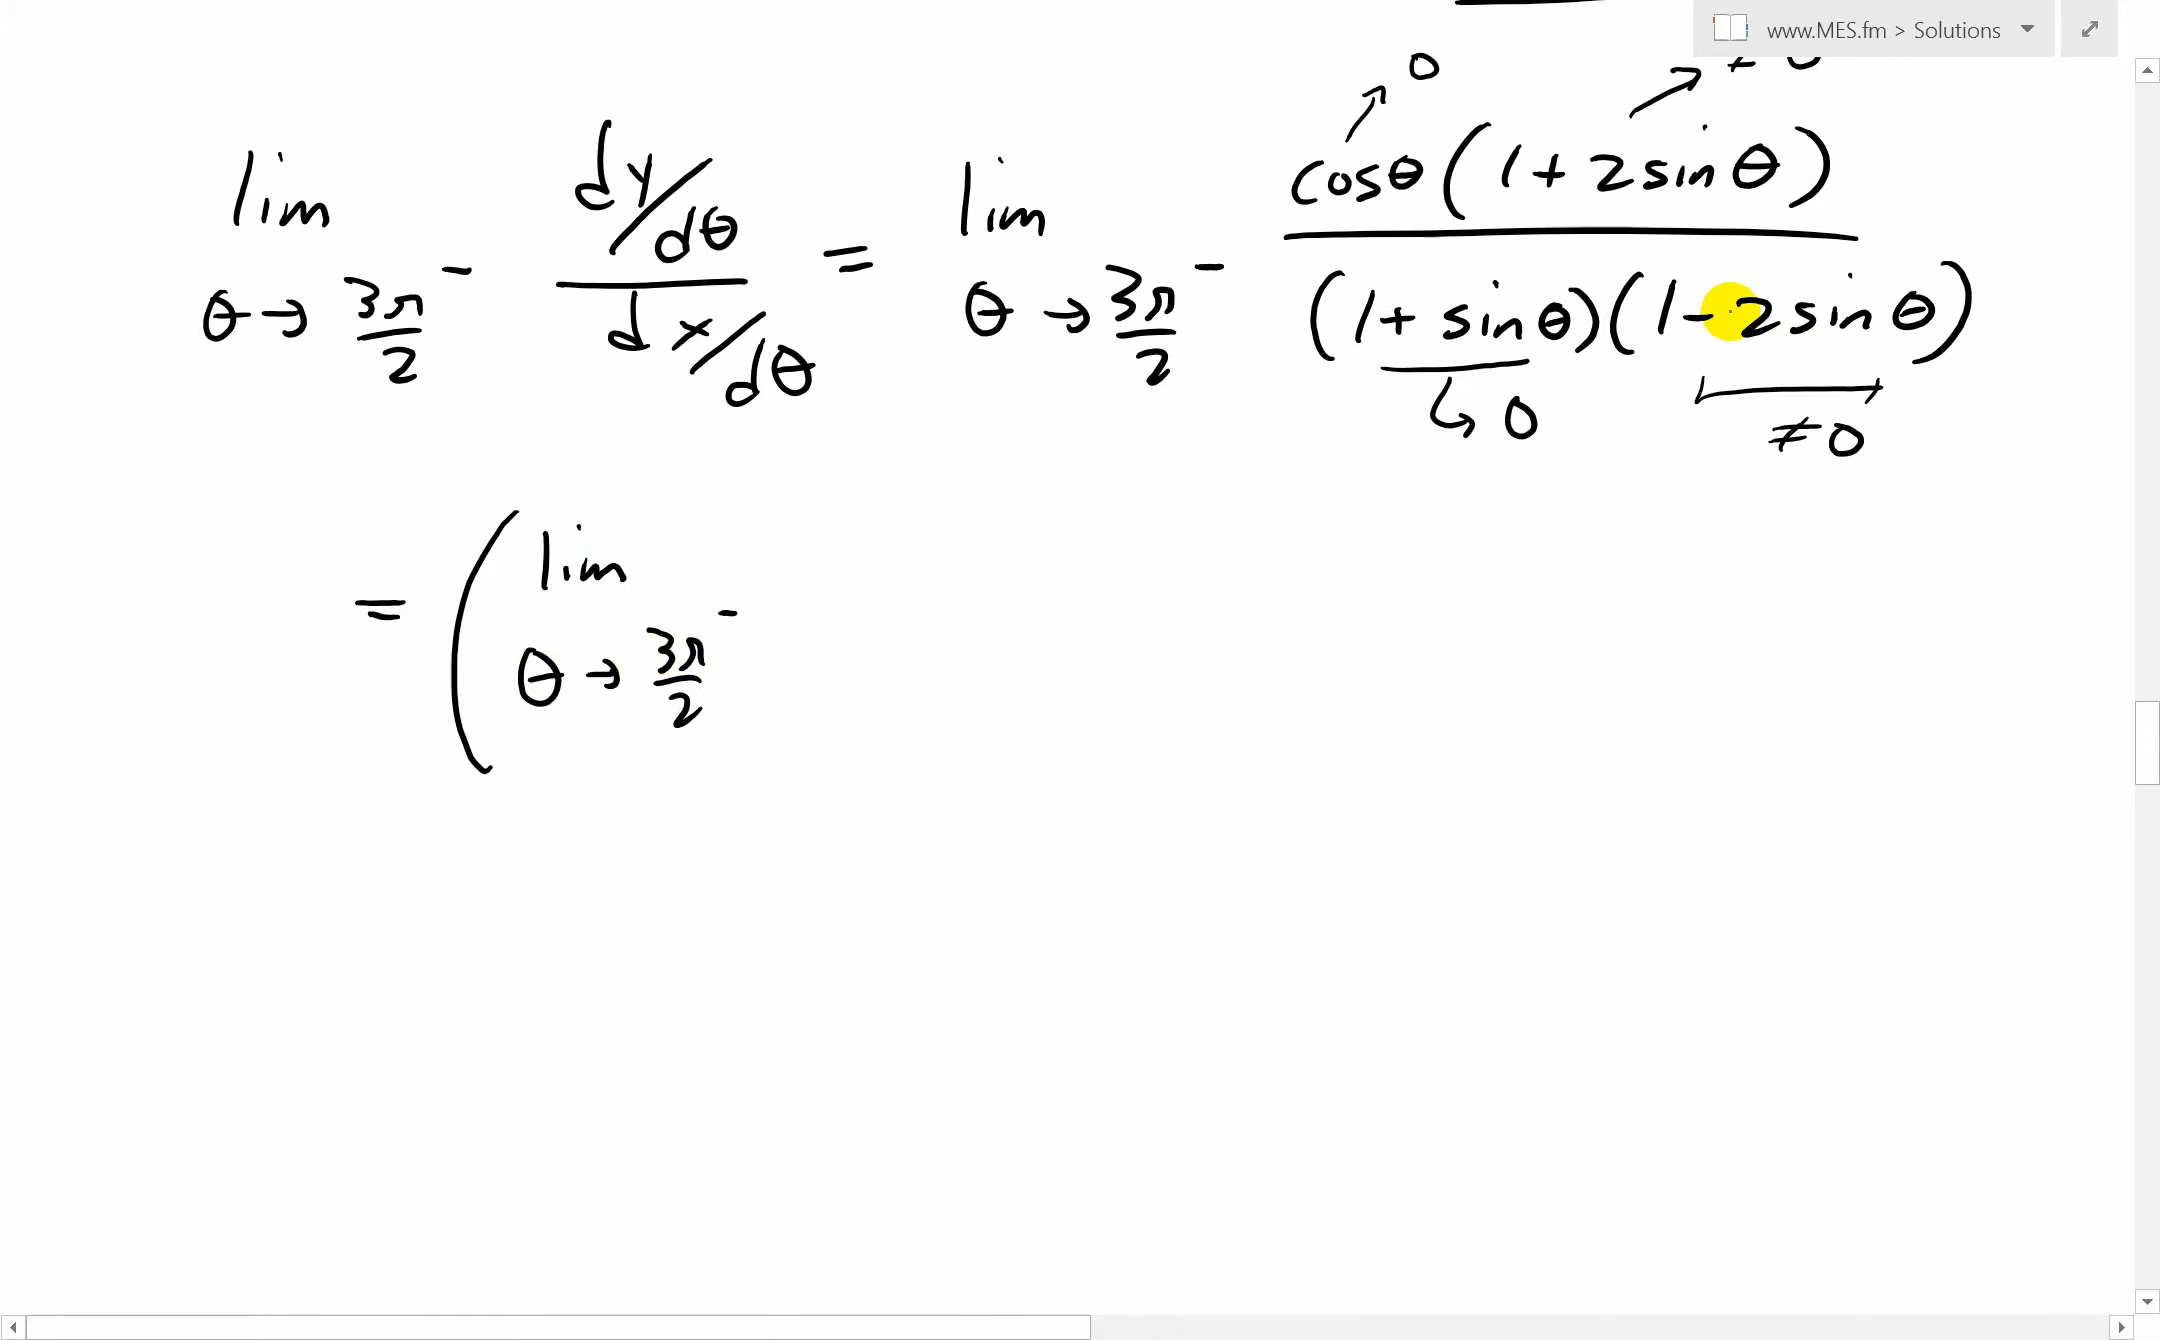 www.MES.fm > Solutions
0 ≠ 0
lim θ→3π/2⁻ (dy/dθ)/(dx/dθ) = lim θ→3π/2⁻ cosθ(1+2sinθ)/((1+sinθ)(1-2sinθ))
↳ 0 ≠0
= ( lim θ→3π/2⁻